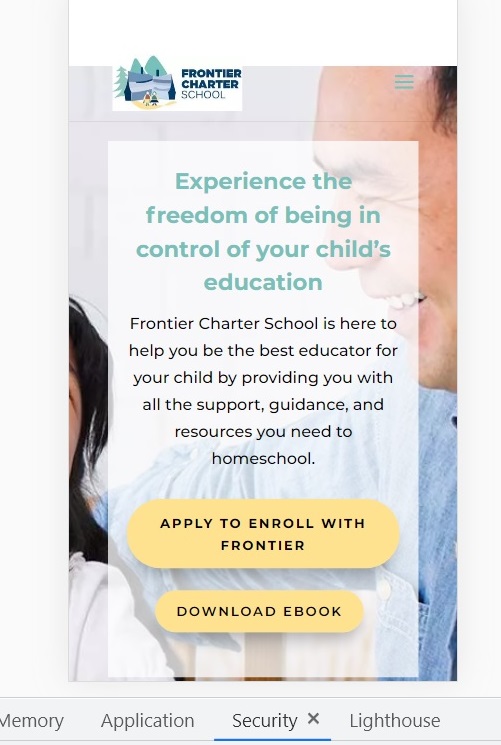 FRONTIER
CHARTER
SCHOOL
Experience the
freedom of being in
control of your child's
education
Frontier Charter School is here to
help you be the best educator for
your child by providing you with
all the support, guidance, and
resources you need to
homeschool.
APPLY TO ENROLL WITH
FRONTIER
DOWNLOAD EBOOK
Memory Application Security × Lighthouse